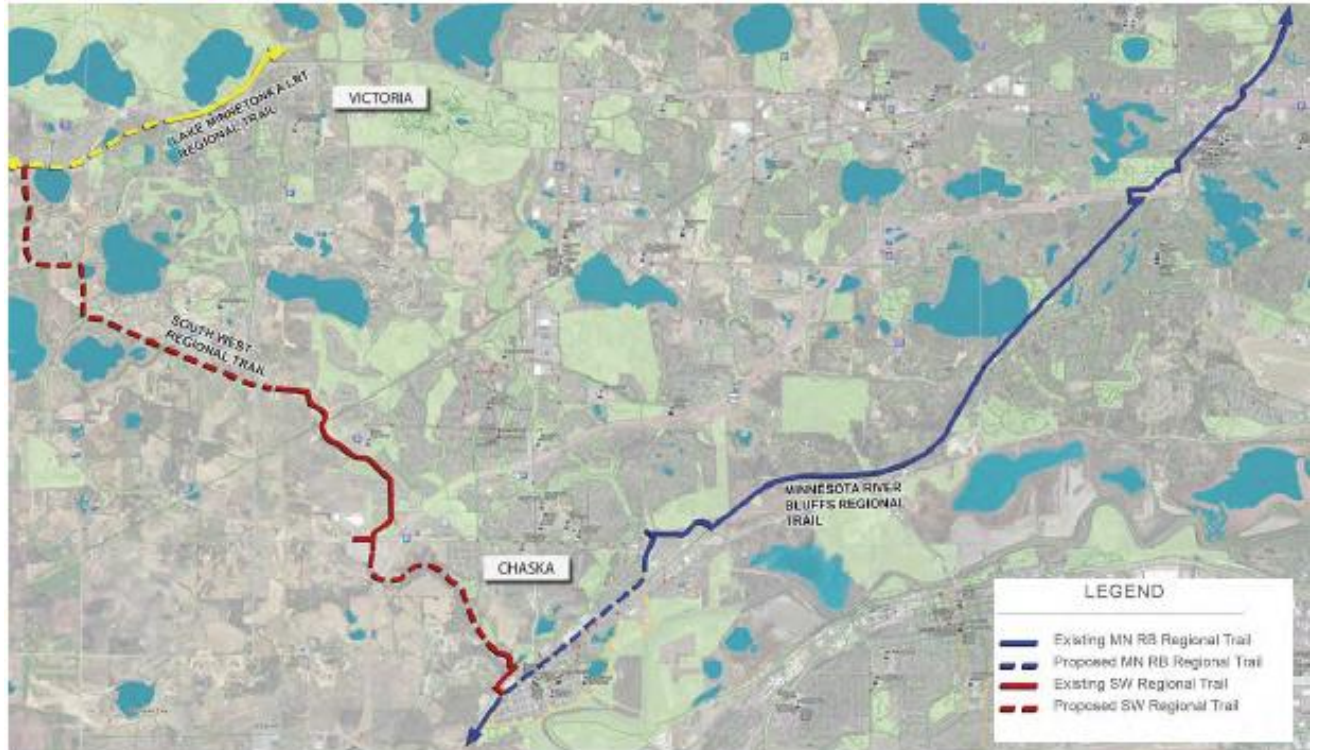 LAKE MINNETONKA LRT
REGIONAL TRAIL
VICTORIA
SOUTH WEST
REGIONAL TRAIL
MINNESOTA RIVER
BLUFFS REGIONAL
TRAIL
CHASKA
LEGEND
Existing MN RB Regional Trail
Proposed MN RB Regional Trail
Existing SW Regional Trail
Proposed SW Regional Trail